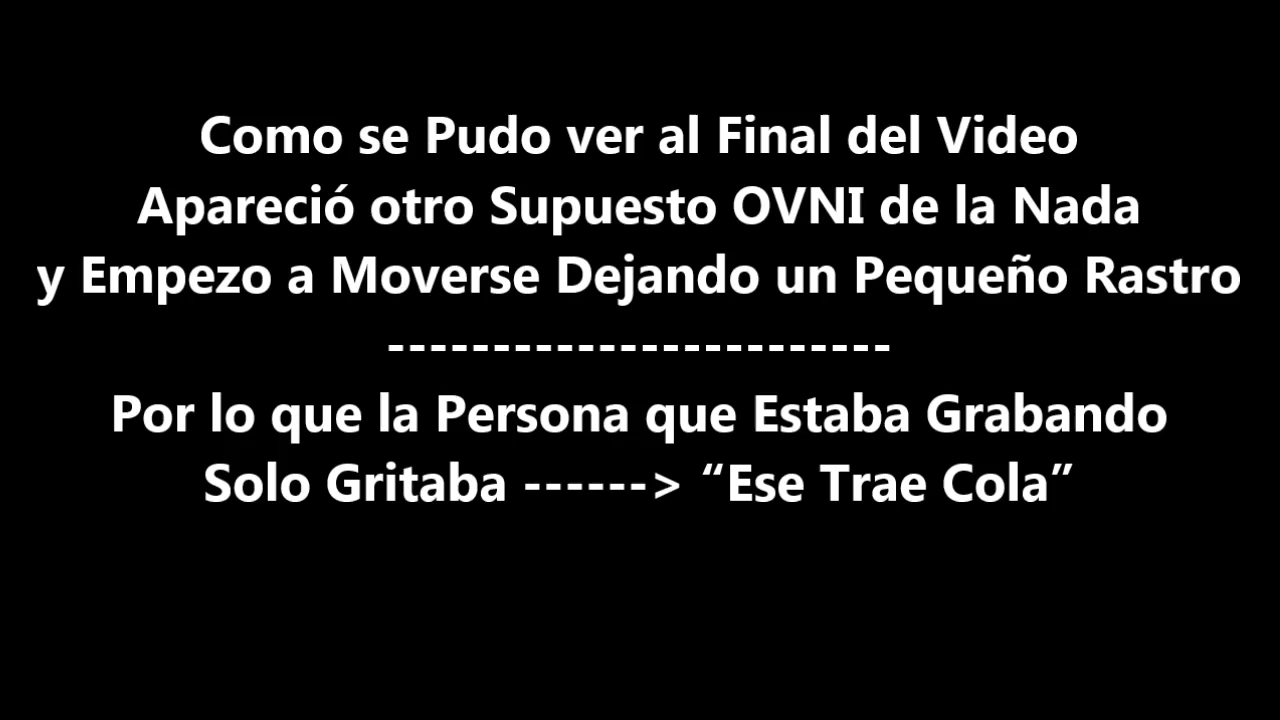 Como se Pudo ver al Final del Video
Apareció otro Supuesto OVNI de la Nada
y Empezo a Moverse Dejando un Pequeño Rastro
------------------------
Por lo que la Persona que Estaba Grabando
Solo Gritaba ------> “Ese Trae Cola”